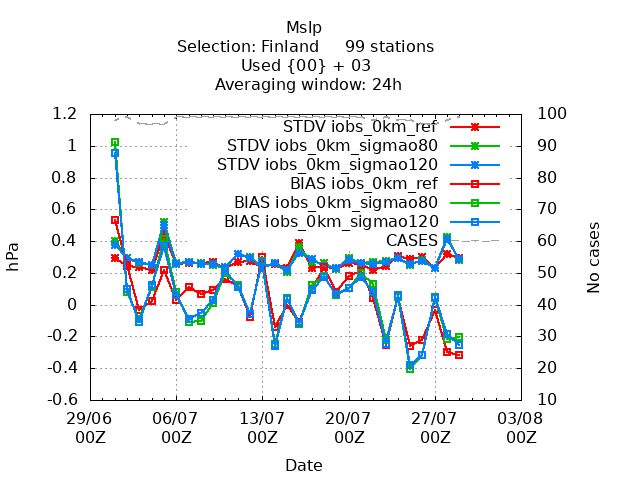 Mslp
Selection: Finland 99 stations
Used {00} + 03
Averaging window: 24h
1.2
1
0.8
0.6
0.4
0.2
0
-0.2
-0.4
-0.6
hPa
STDV iobs_0km_ref
STDV iobs_0km_sigmao80
STDV iobs_0km_sigmao120
BIAS iobs_0km_ref
BIAS iobs_0km_sigmao80
BIAS iobs_0km_sigmao120
CASES
100
90
80
70
60
50
40
30
20
10
No cases
29/06 06/07 13/07 20/07 27/07 03/08
00Z 00Z 00Z 00Z 00Z 00Z
Date